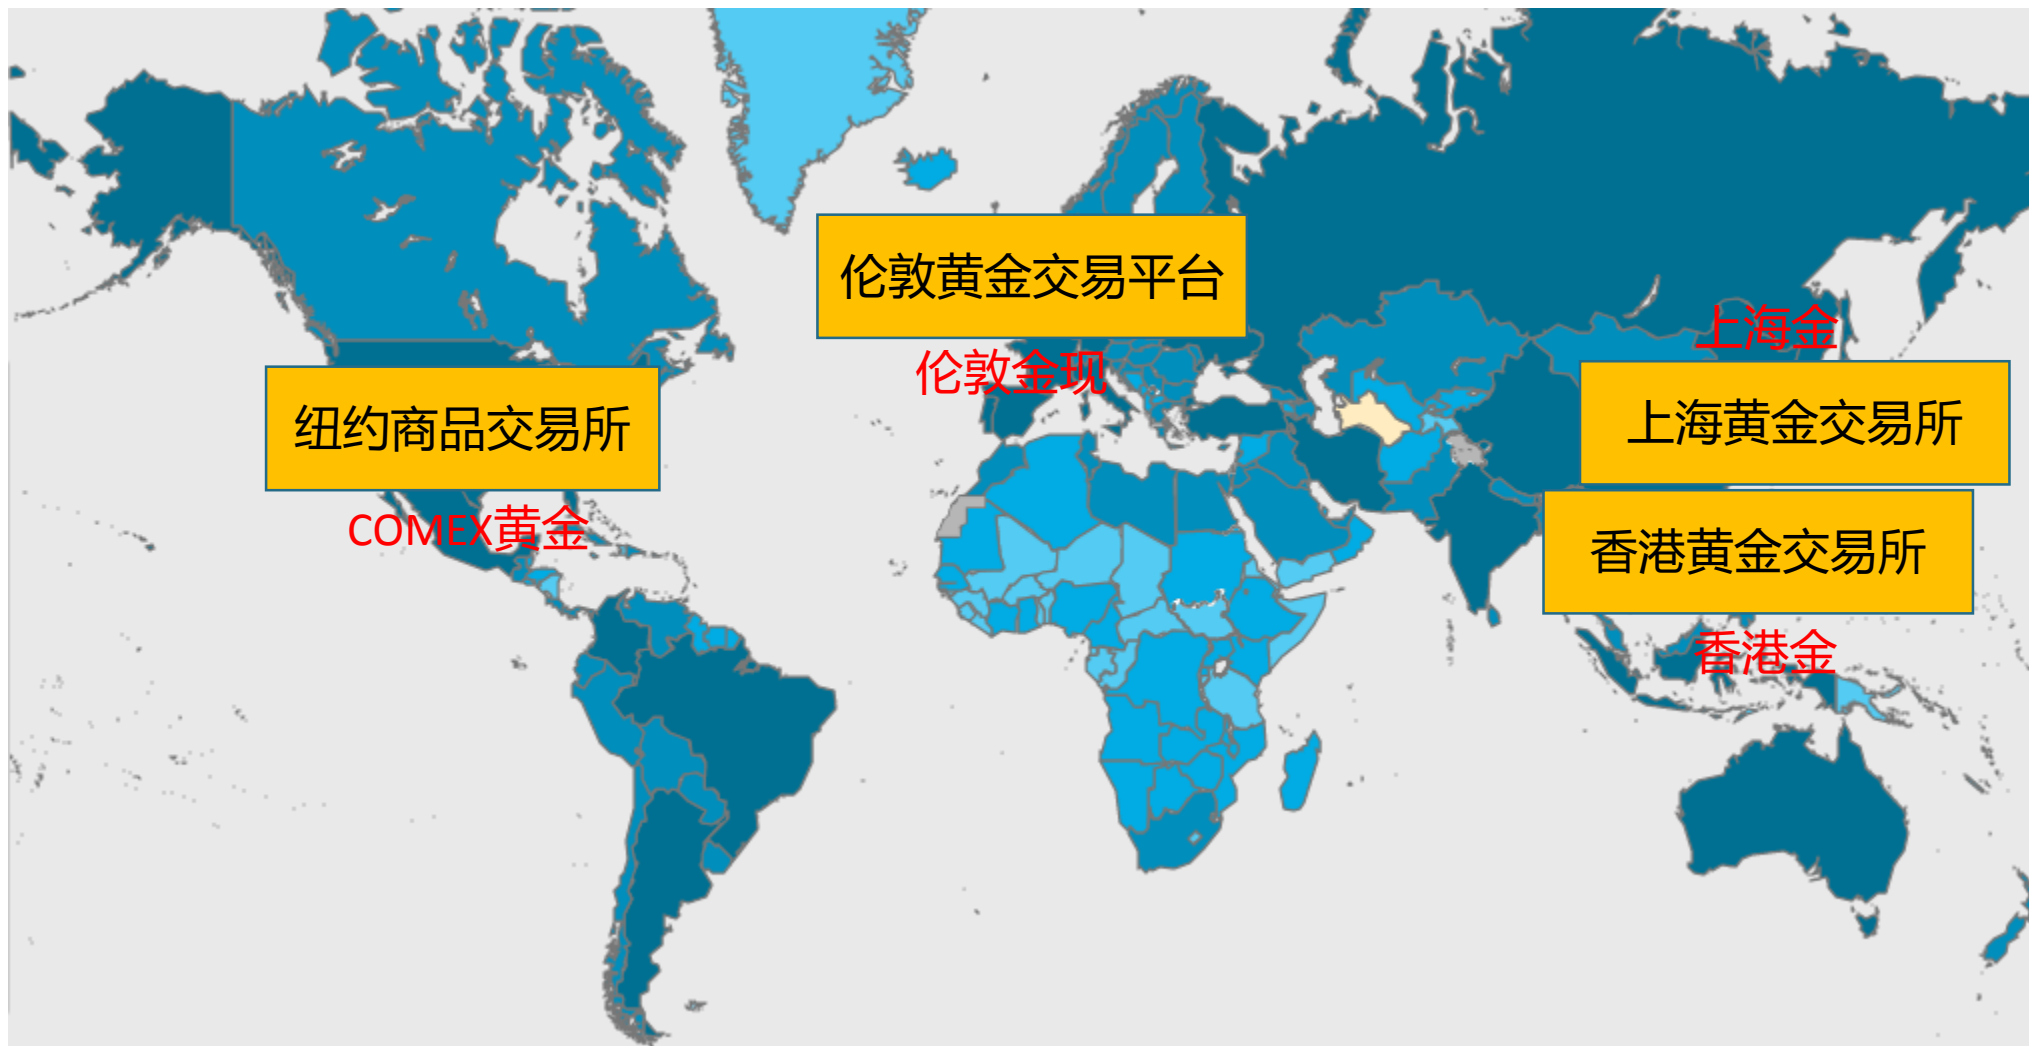 伦敦黄金交易平台
伦敦金现
上海金
纽约商品交易所
上海黄金交易所
COMEX黄金
香港黄金交易所
香港金